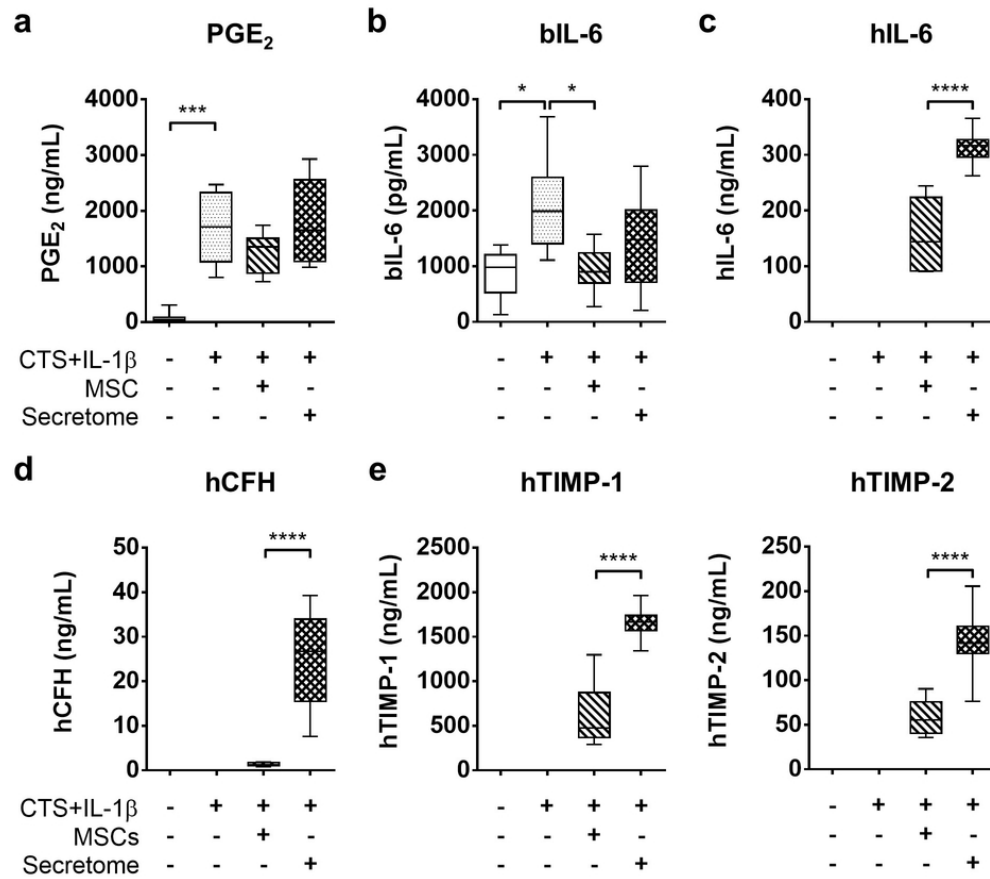 a PGE₂
PGE₂ (ng/mL)
4000
3000
2000
1000
0
***
CTS+IL-1β - + + +
MSC - - + -
Secretome - - - +
b bIL-6
bIL-6 (pg/mL)
4000
3000
2000
1000
0
* *
- + + +
- - + -
- - - +
c hIL-6
hIL-6 (ng/mL)
400
300
200
100
0
****
- + + +
- - + -
- - - +
d hCFH
hCFH (ng/mL)
50
40
30
20
10
0
****
CTS+IL-1β - + + +
MSCs - - + -
Secretome - - - +
e hTIMP-1
hTIMP-1 (ng/mL)
2500
2000
1500
1000
500
0
****
- + + +
- - + -
- - - +
hTIMP-2
hTIMP-2 (ng/mL)
250
200
150
100
50
0
****
- + + +
- - + -
- - - +